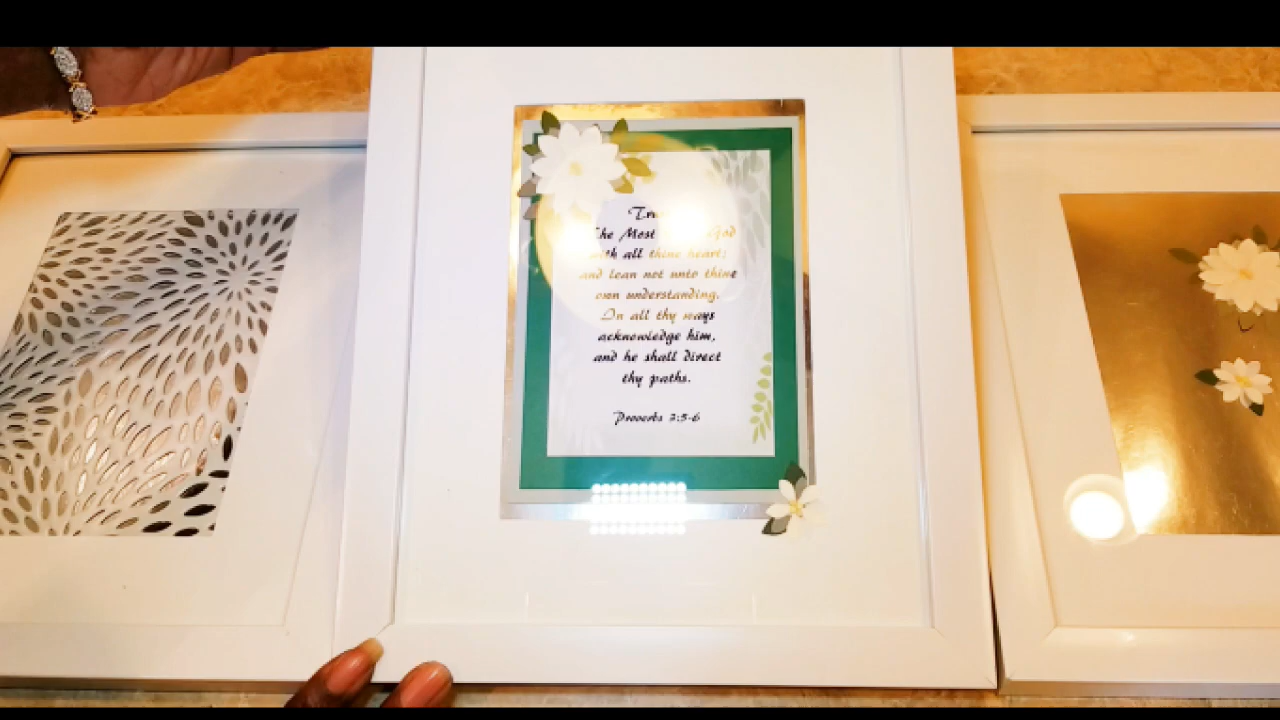 The Most God
with all thine heart;
and lean not unto thine
own understanding.
In all thy ways
acknowledge him,
and he shall direct
thy paths.
Proverbs 3:5-6